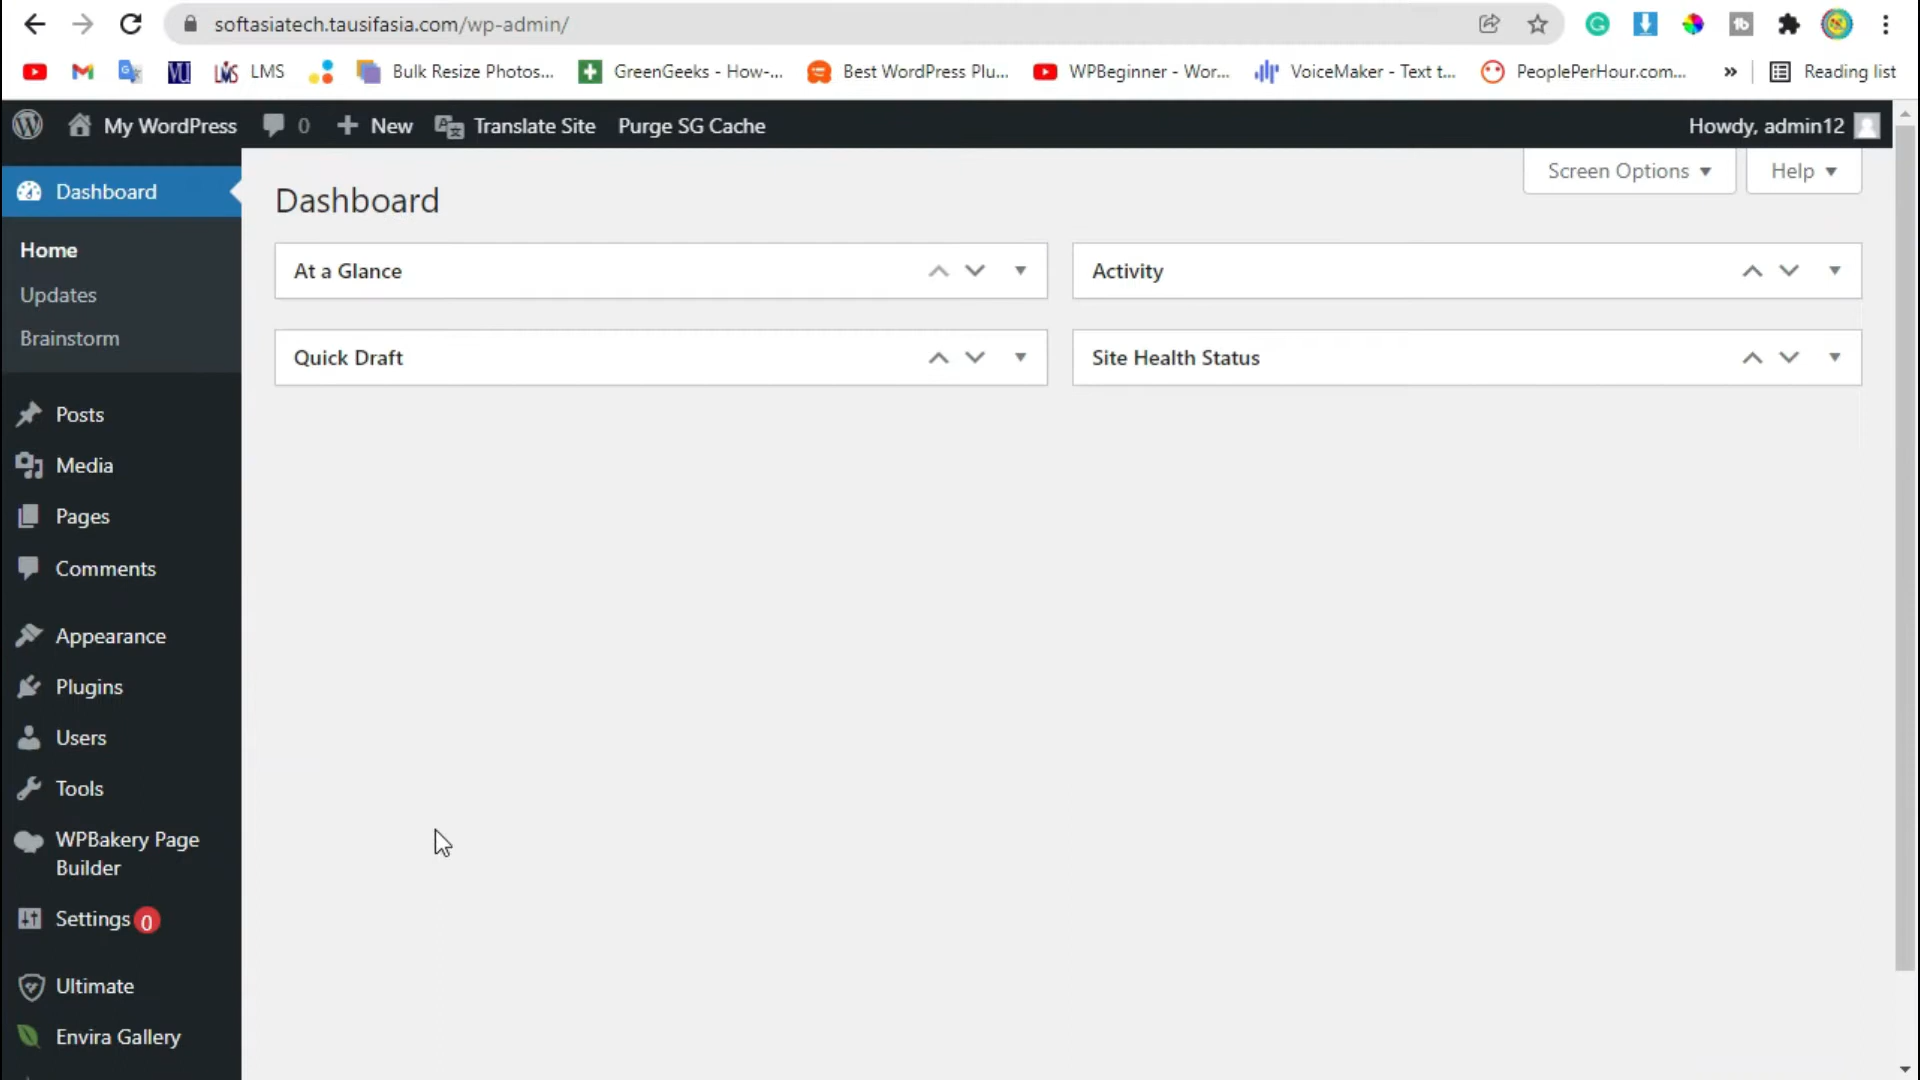 softasiatech.tausifasia.com/wp-admin/
LMS
Bulk Resize Photos...
GreenGeeks - How-...
Best WordPress Plu...
WPBeginner - Wor...
VoiceMaker - Text t...
PeoplePerHour.com...
»
Reading list
My WordPress
0
+ New
Translate Site
Purge SG Cache
Howdy, admin12
Screen Options ▼
Help ▼
Dashboard
Home
Updates
Brainstorm
Posts
Media
Pages
Comments
Appearance
Plugins
Users
Tools
WPBakery Page
Builder
Settings 0
Ultimate
Envira Gallery
Dashboard
At a Glance
Activity
Quick Draft
Site Health Status